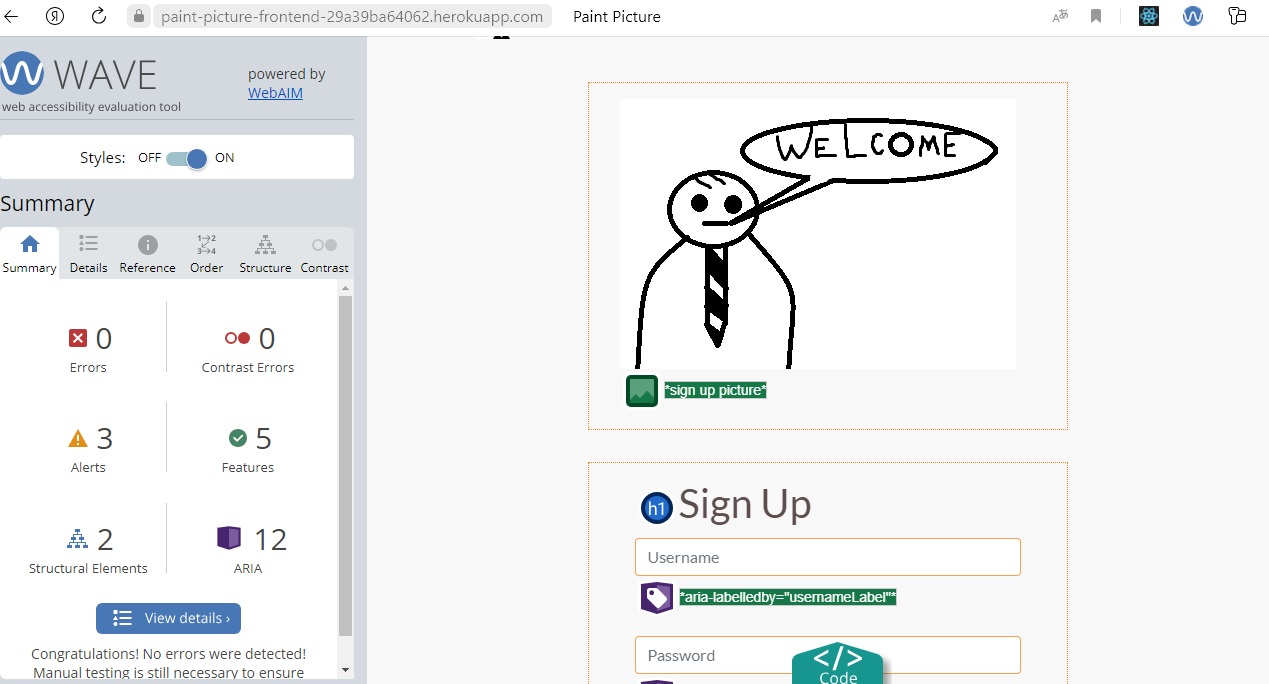 paint-picture-frontend-29a39ba64062.herokuapp.com Paint Picture
WAVE
web accessibility evaluation tool
powered by
WebAIM
Styles: OFF ON
Summary
Summary Details Reference Order Structure Contrast
0 0
Errors Contrast Errors
3 5
Alerts Features
2 12
Structural Elements ARIA
View details ›
Congratulations! No errors were detected!
Manual testing is still necessary to ensure
WELCOME
*sign up picture*
h1 Sign Up
Username
*aria-labelledby="usernameLabel"*
Password
</>
Code